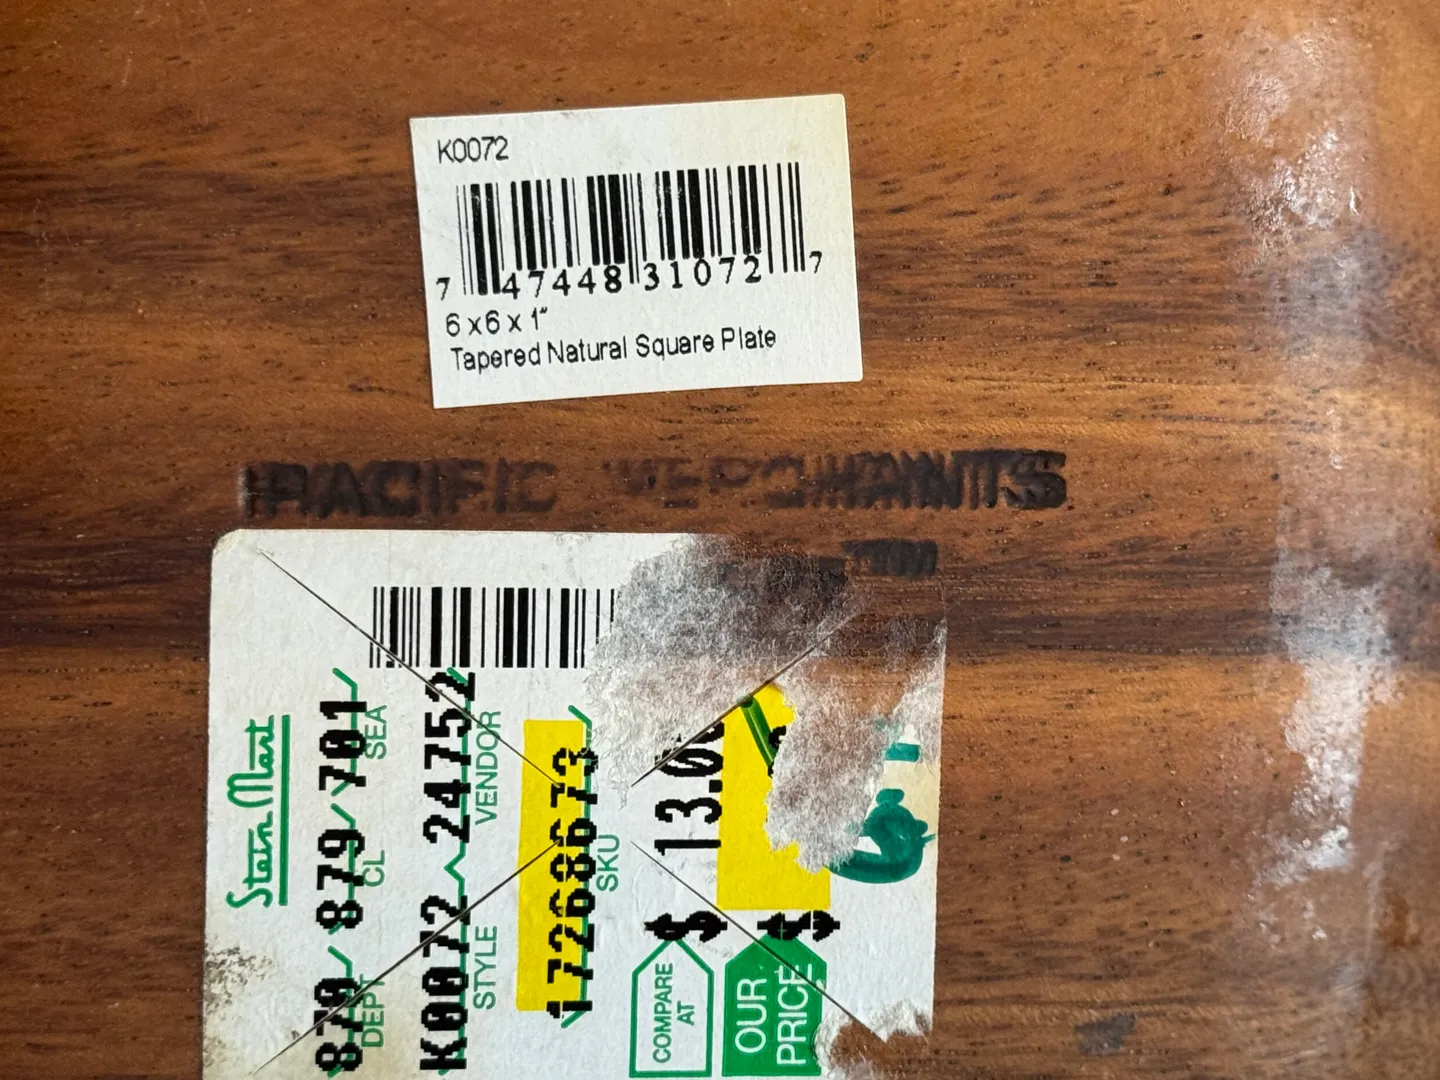 K0072
7 47448 31072 7
6 x 6 x 1"
Tapered Natural Square Plate
PACIFIC MERCHANTS
Stein Mart
879 / 879 / 701
DEPT CL SEA
K0072 24752
STYLE VENDOR
17268673
SKU
$ 13.0
COMPARE
AT
$
OUR
PRICE